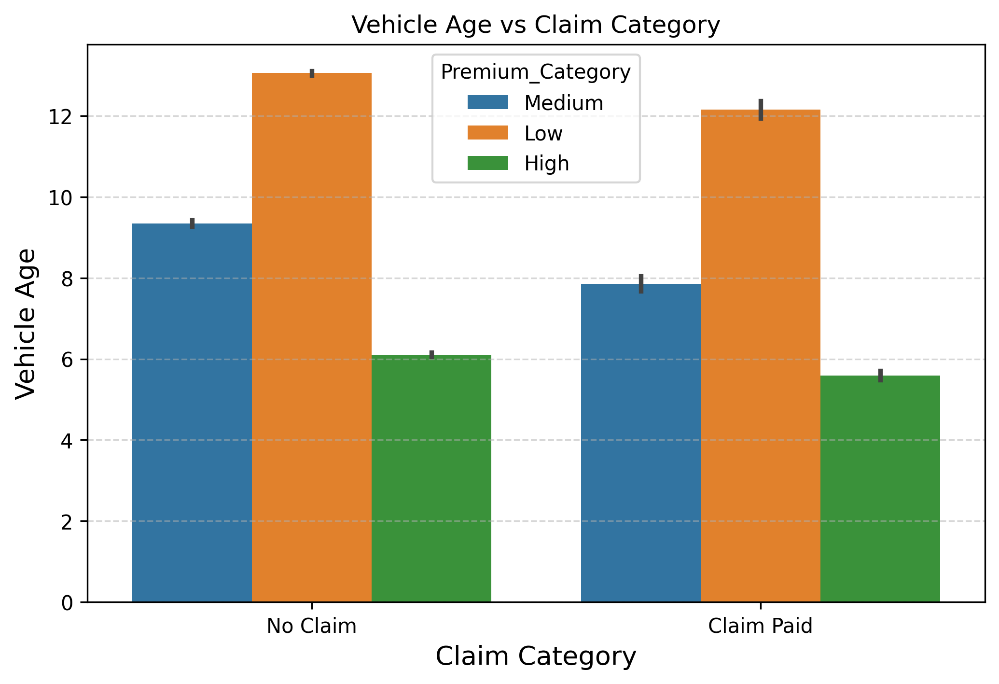 Vehicle Age vs Claim Category
Premium_Category
Medium
Low
High
Vehicle Age
12
10
8
6
4
2
0
No Claim
Claim Paid
Claim Category